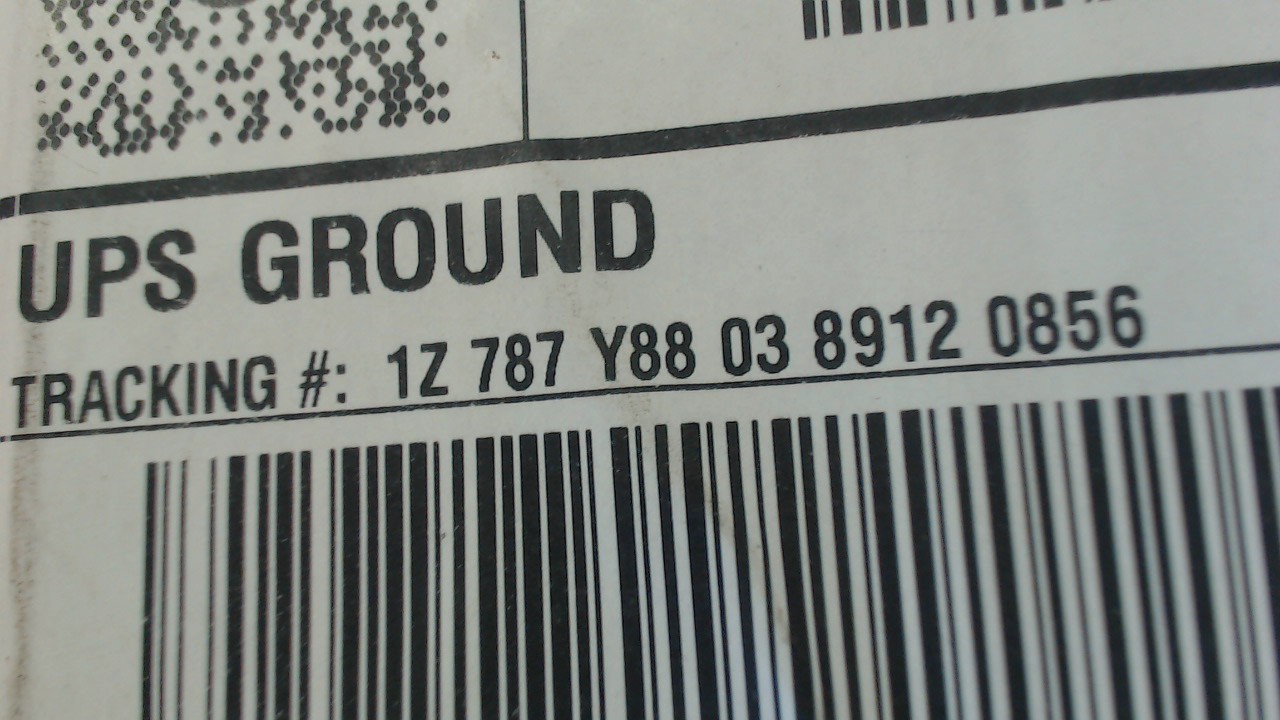 UPS GROUND
TRACKING #: 1Z 787 Y88 03 8912 0856